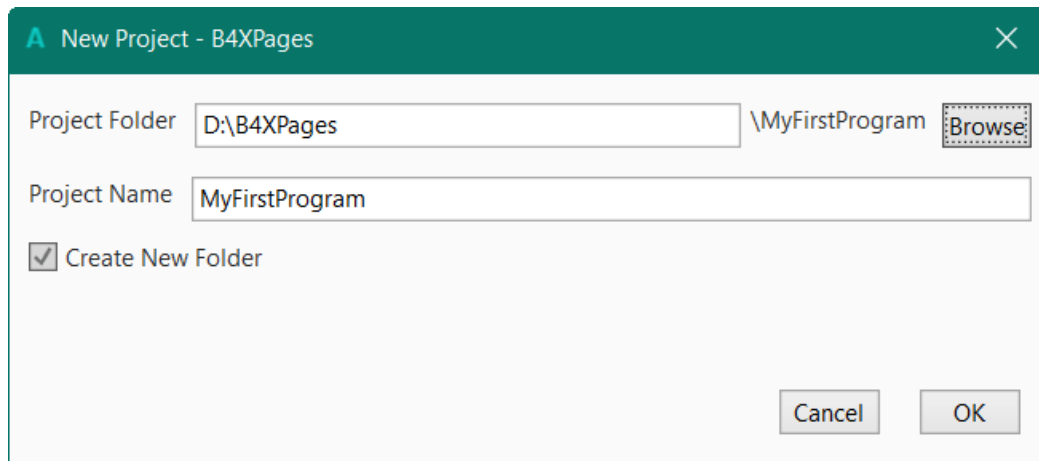 A New Project - B4XPages
Project Folder D:\B4XPages \MyFirstProgram Browse
Project Name MyFirstProgram
Create New Folder
Cancel OK